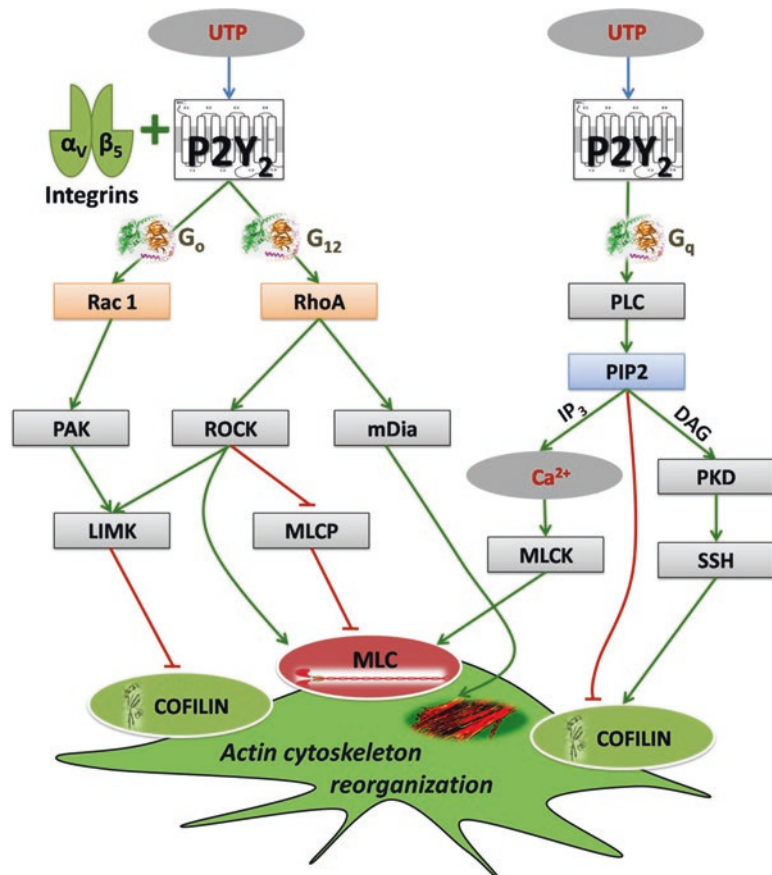 UTP
UTP
αV β5
+
P2Y2
P2Y2
Integrins
Go
G12
Gq
Rac 1
RhoA
PLC
PIP2
IP3
DAG
PAK
ROCK
mDia
Ca2+
PKD
LIMK
MLCP
MLCK
SSH
MLC
COFILIN
COFILIN
Actin cytoskeleton
reorganization